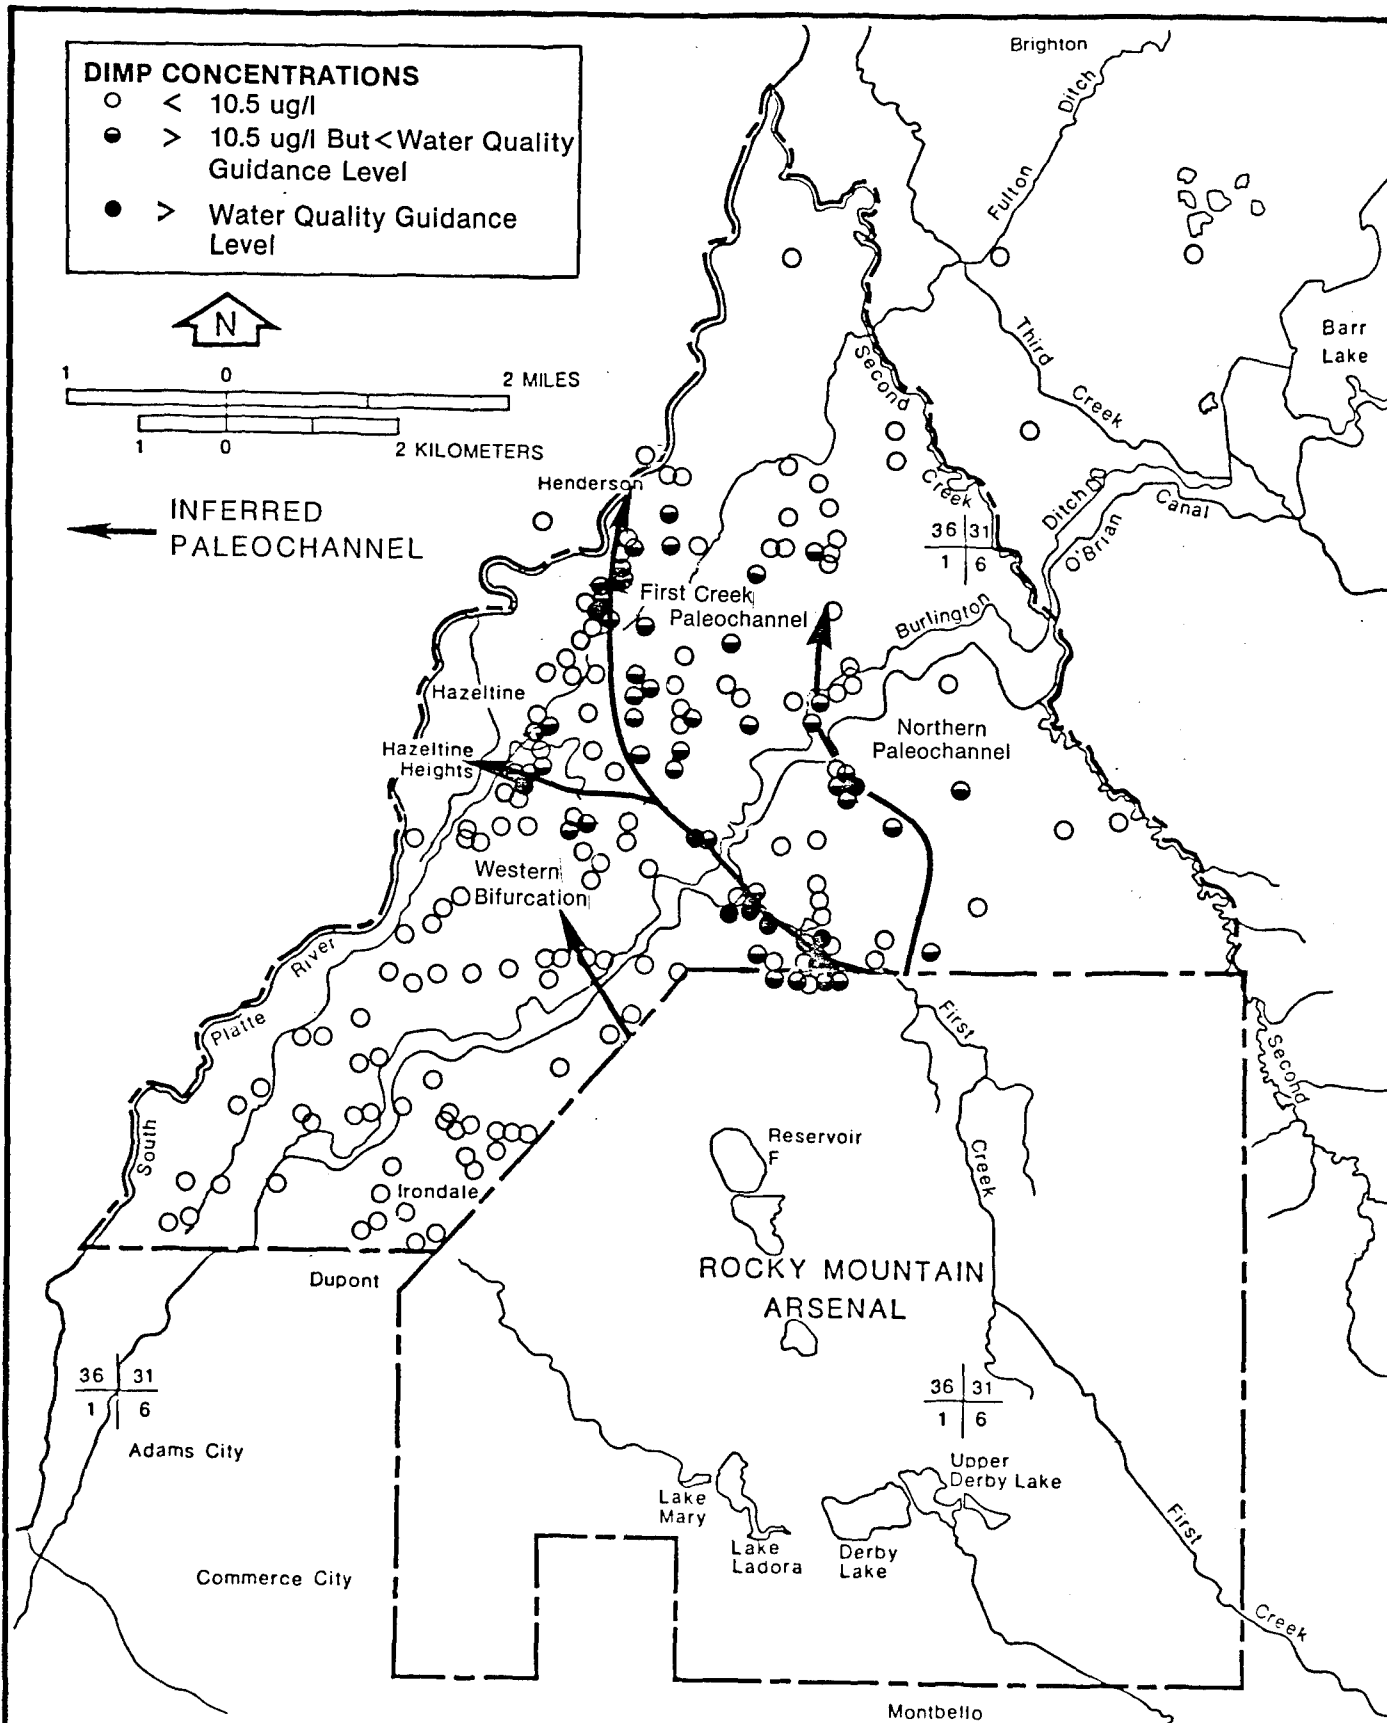 Brighton
DIMP CONCENTRATIONS
< 10.5 ug/l
> 10.5 ug/l But < Water Quality
Guidance Level
> Water Quality Guidance
Level
Ditch
Fulton
N
1 0 2 MILES
1 0 2 KILOMETERS
INFERRED
PALEOCHANNEL
Barr
Lake
Third
Creek
Second
Creek
Henderson
Ditch
O'Brian
Canal
36 31
1 6
First Creek
Paleochannel
Burlington
Hazeltine
Hazeltine
Heights
Northern
Paleochannel
Western
Bifurcation
River
Platte
South
First
Creek
Second
Reservoir
F
Irondale
Dupont
ROCKY MOUNTAIN
ARSENAL
36 31
1 6
36 31
1 6
Adams City
Upper
Derby Lake
Lake
Mary
Lake
Ladora
Derby
Lake
First
Creek
Commerce City
Montbello